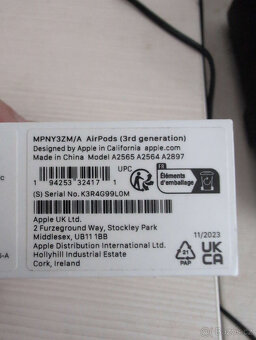 MPNY3ZM/A AirPods (3rd generation)
Designed by Apple in California apple.com
Made in China Model A2565 A2564 A2897
UPC
1 94253 32417 1
FR
Éléments d'emballage
(S) Serial No. K3R4G99L0M
Apple UK Ltd.
2 Furzeground Way, Stockley Park
Middlesex, UB11 1BB
Apple Distribution International Ltd.
Hollyhill Industrial Estate
Cork, Ireland
11/2023
21
PAP
UK
CA